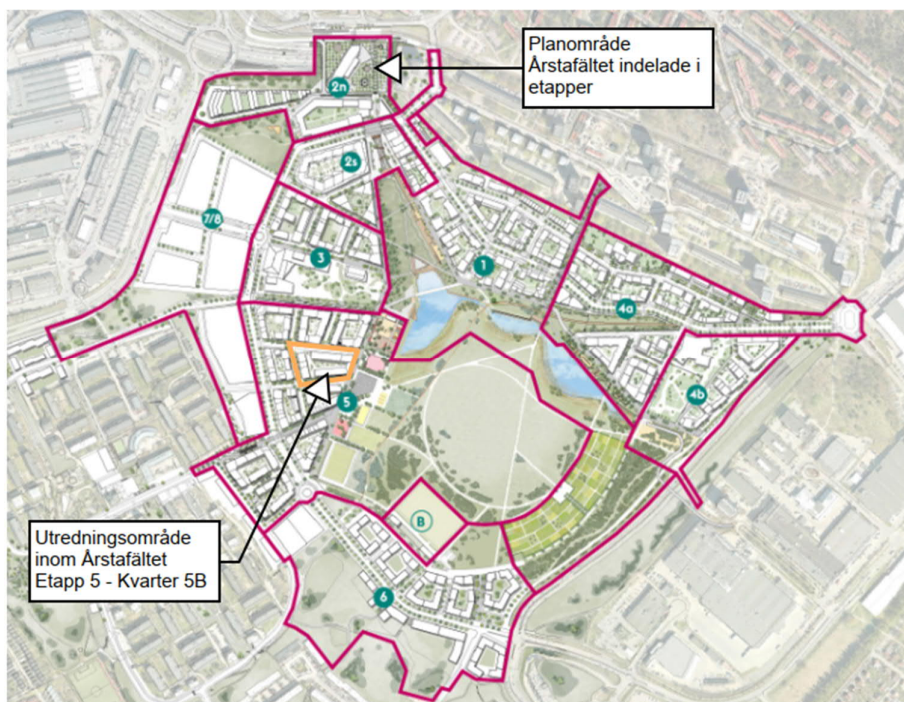 Planområde
Årstafältet indelade i
etapper
2n
2s
7/8
3
1
4a
4b
5
B
6
Utredningsområde
inom Årstafältet
Etapp 5 - Kvarter 5B